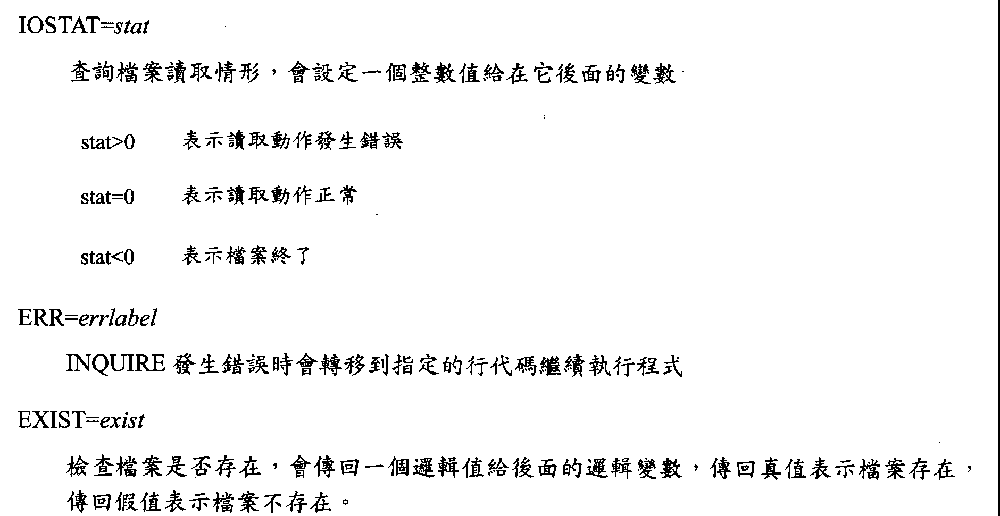 IOSTAT=stat
查詢檔案讀取情形，會設定一個整數值給在它後面的變數
stat>0 表示讀取動作發生錯誤
stat=0 表示讀取動作正常
stat<0 表示檔案終了
ERR=errlabel
INQUIRE 發生錯誤時會轉移到指定的行代碼繼續執行程式
EXIST=exist
檢查檔案是否存在，會傳回一個邏輯值給後面的邏輯變數，傳回真值表示檔案存在，
傳回假值表示檔案不存在。